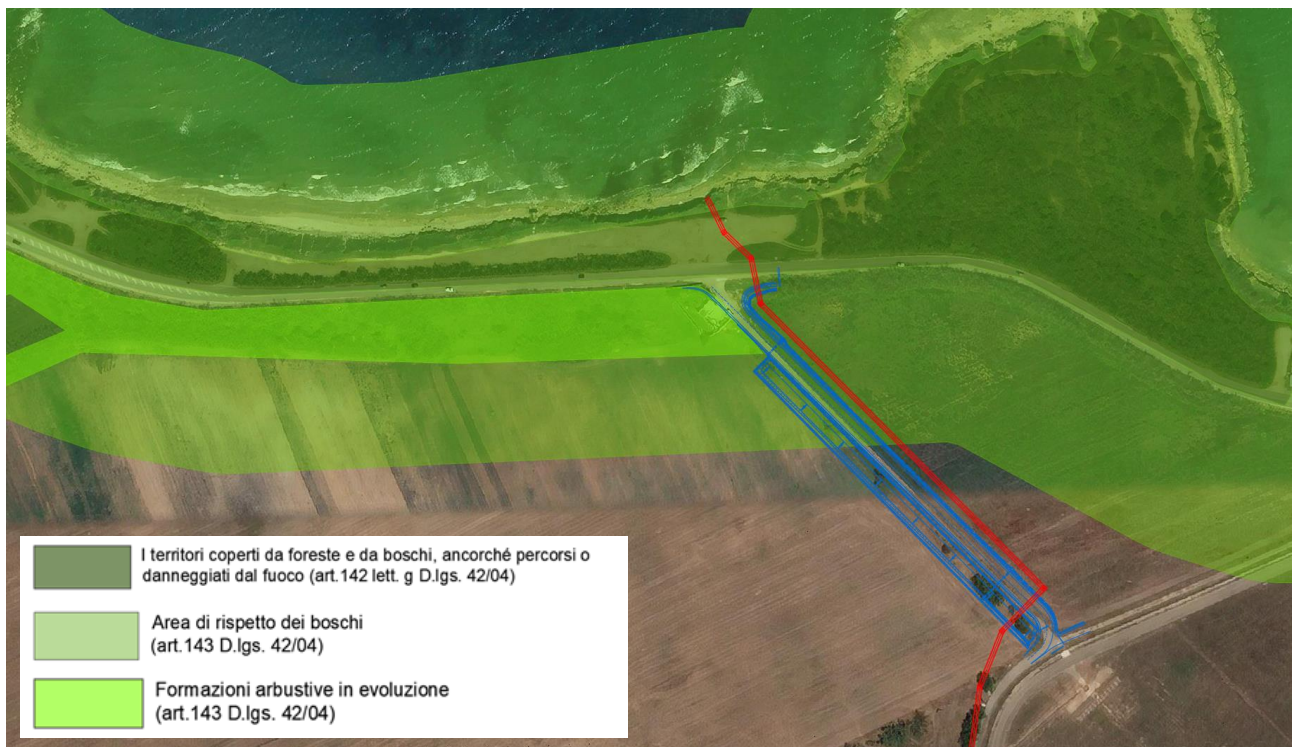 I territori coperti da foreste e da boschi, ancorché percorsi o
danneggiati dal fuoco (art.142 lett. g D.lgs. 42/04)
Area di rispetto dei boschi
(art.143 D.lgs. 42/04)
Formazioni arbustive in evoluzione
(art.143 D.lgs. 42/04)